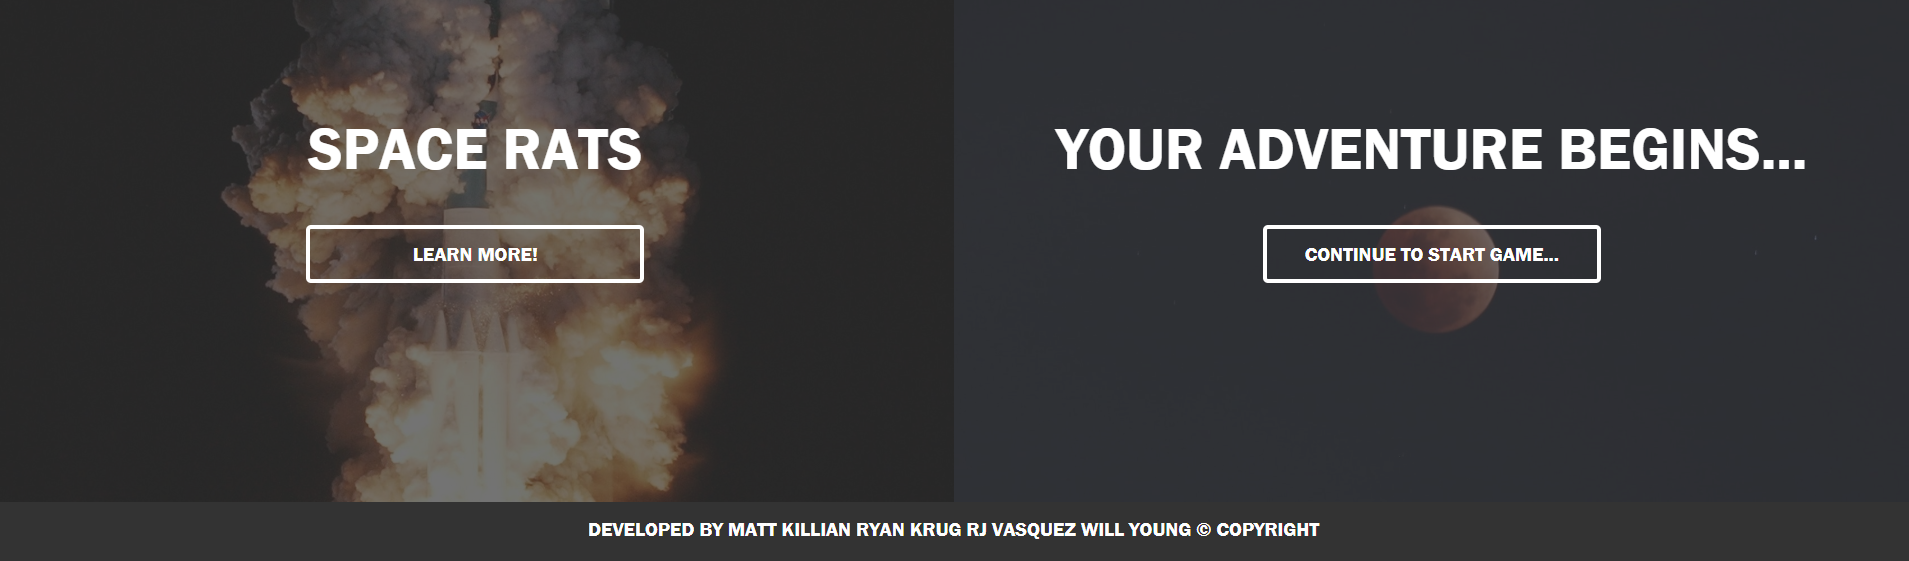 SPACE RATS
LEARN MORE!
YOUR ADVENTURE BEGINS...
CONTINUE TO START GAME...
DEVELOPED BY MATT KILLIAN RYAN KRUG RJ VASQUEZ WILL YOUNG © COPYRIGHT